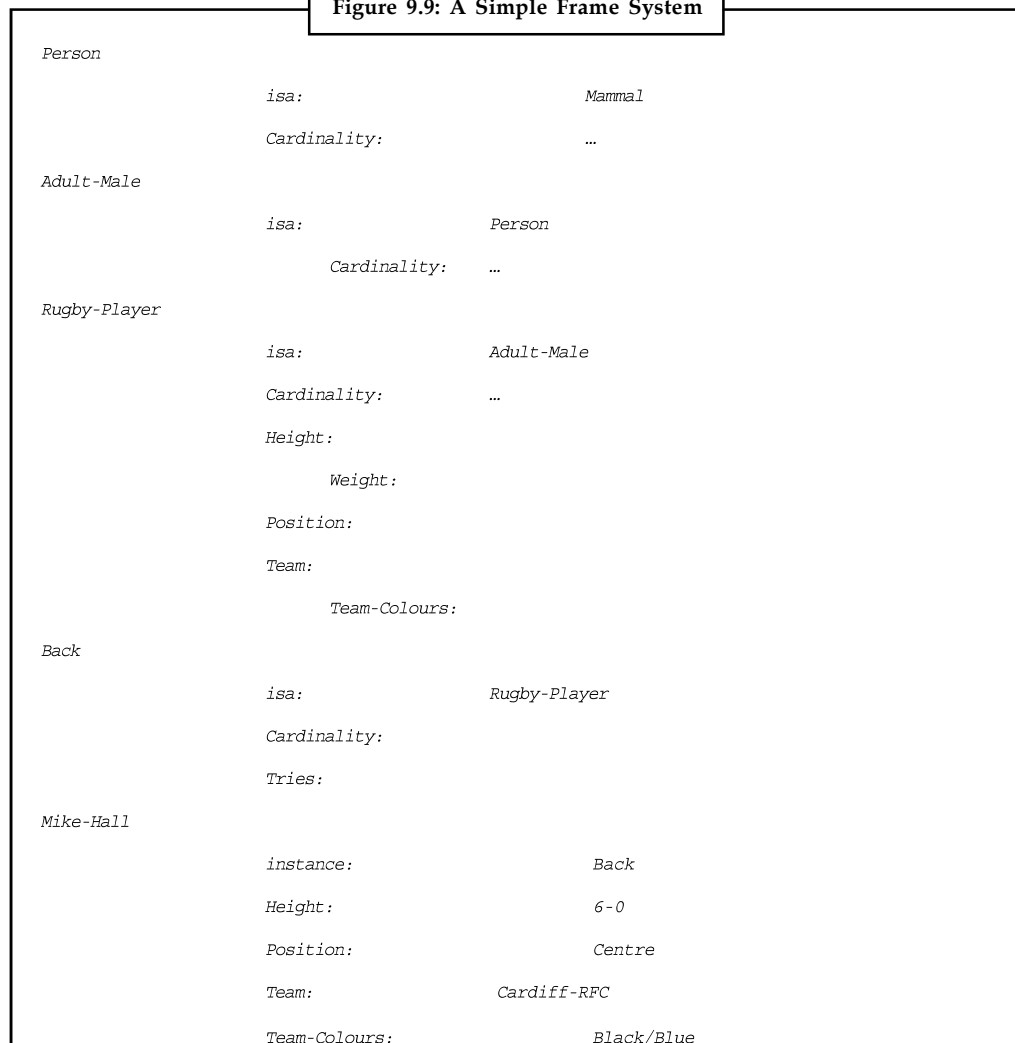 Figure 9.9: A Simple Frame System
Person
isa: Mammal
Cardinality: …
Adult-Male
isa: Person
Cardinality: …
Rugby-Player
isa: Adult-Male
Cardinality: …
Height:
Weight:
Position:
Team:
Team-Colours:
Back
isa: Rugby-Player
Cardinality:
Tries:
Mike-Hall
instance: Back
Height: 6-0
Position: Centre
Team: Cardiff-RFC
Team-Colours: Black/Blue